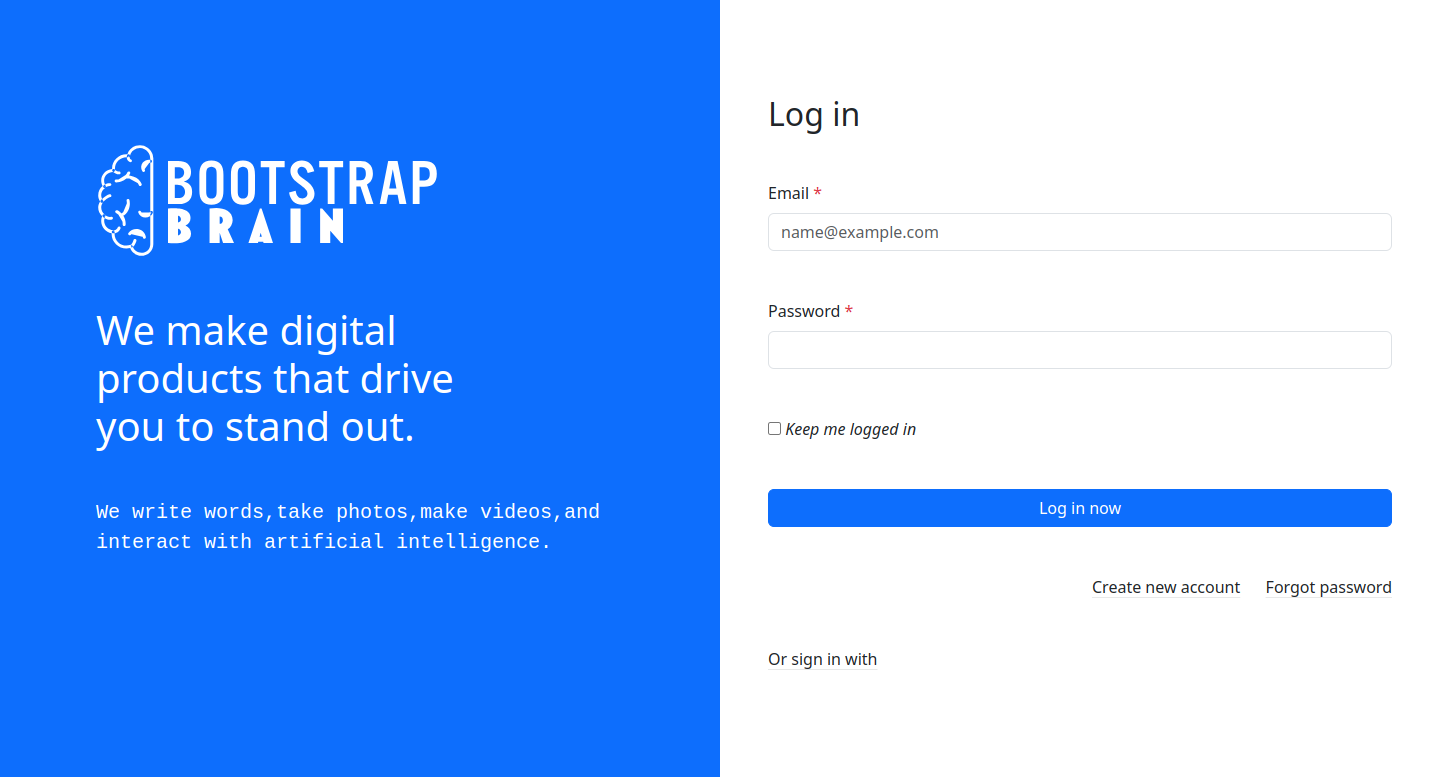 BOOTSTRAP
BRAIN
We make digital
products that drive
you to stand out.
We write words,take photos,make videos,and
interact with artificial intelligence.
Log in
Email *
name@example.com
Password *
Keep me logged in
Log in now
Create new account Forgot password
Or sign in with